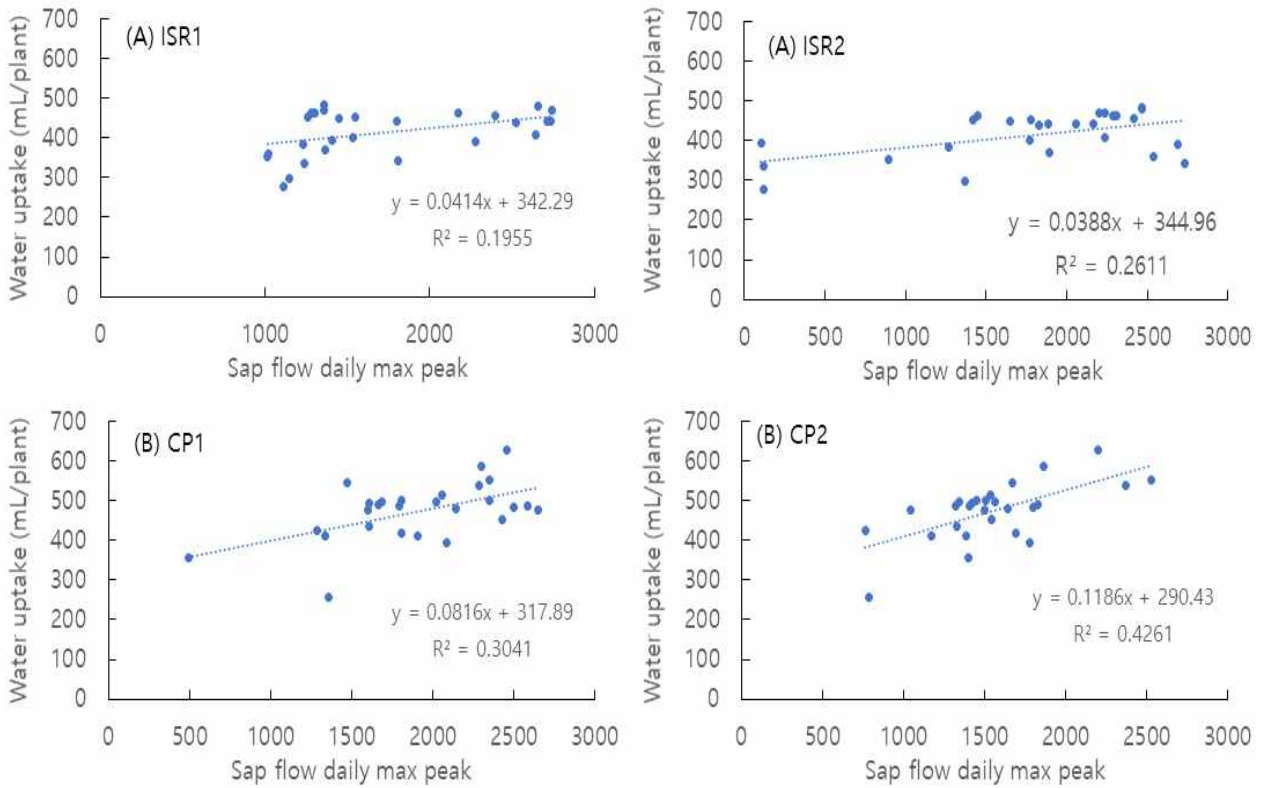 (A) ISR1
Water uptake (mL/plant)
700
600
500
400
300
200
100
0
0 1000 2000 3000
Sap flow daily max peak
y = 0.0414x + 342.29
R² = 0.1955
(A) ISR2
Water uptake (mL/plant)
700
600
500
400
300
200
100
0
0 500 1000 1500 2000 2500 3000
Sap flow daily max peak
y = 0.0388x + 344.96
R² = 0.2611
(B) CP1
Water uptake (mL/plant)
700
600
500
400
300
200
100
0
0 500 1000 1500 2000 2500 3000
Sap flow daily max peak
y = 0.0816x + 317.89
R² = 0.3041
(B) CP2
Water uptake (mL/plant)
700
600
500
400
300
200
100
0
0 500 1000 1500 2000 2500 3000
Sap flow daily max peak
y = 0.1186x + 290.43
R² = 0.4261